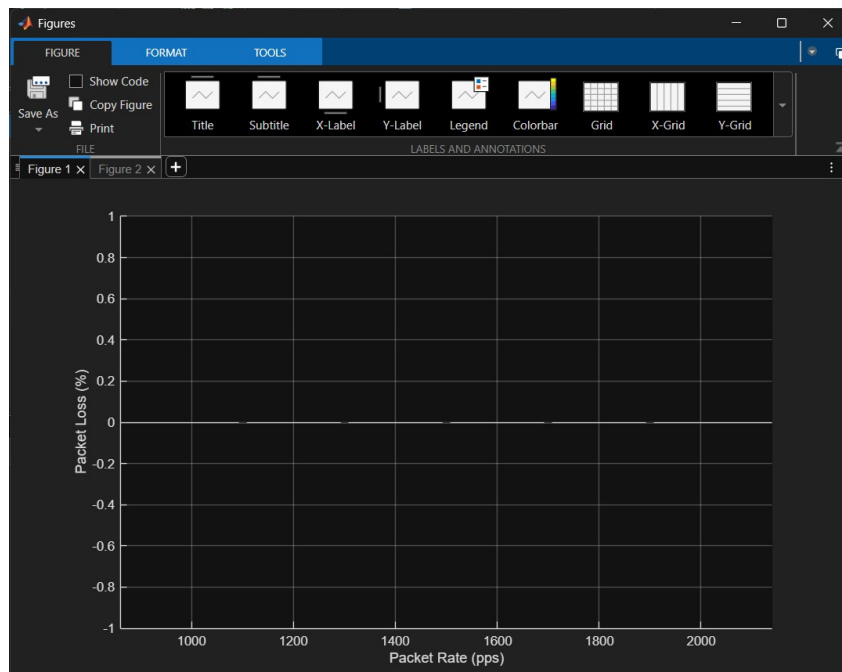 Figures
FIGURE FORMAT TOOLS
Save As
Show Code
Copy Figure
Print
Title Subtitle X-Label Y-Label Legend Colorbar Grid X-Grid Y-Grid
FILE LABELS AND ANNOTATIONS
Figure 1 Figure 2
Packet Loss (%)
1
0.8
0.6
0.4
0.2
0
-0.2
-0.4
-0.6
-0.8
-1
1000 1200 1400 1600 1800 2000
Packet Rate (pps)